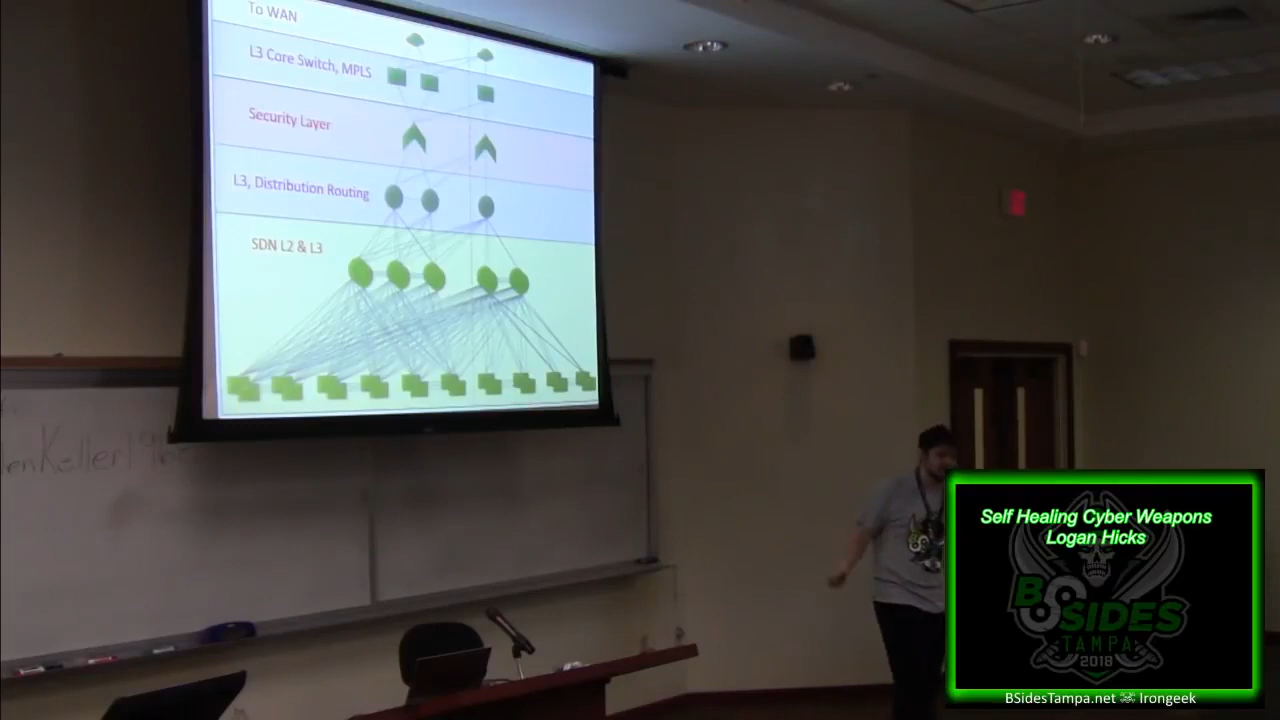 To WAN
L3 Core Switch, MPLS
Security Layer
L3, Distribution Routing
SDN L2 & L3
Self Healing Cyber Weapons
Logan Hicks
BSIDES
TAMPA
2018
BSidesTampa.net Irongeek